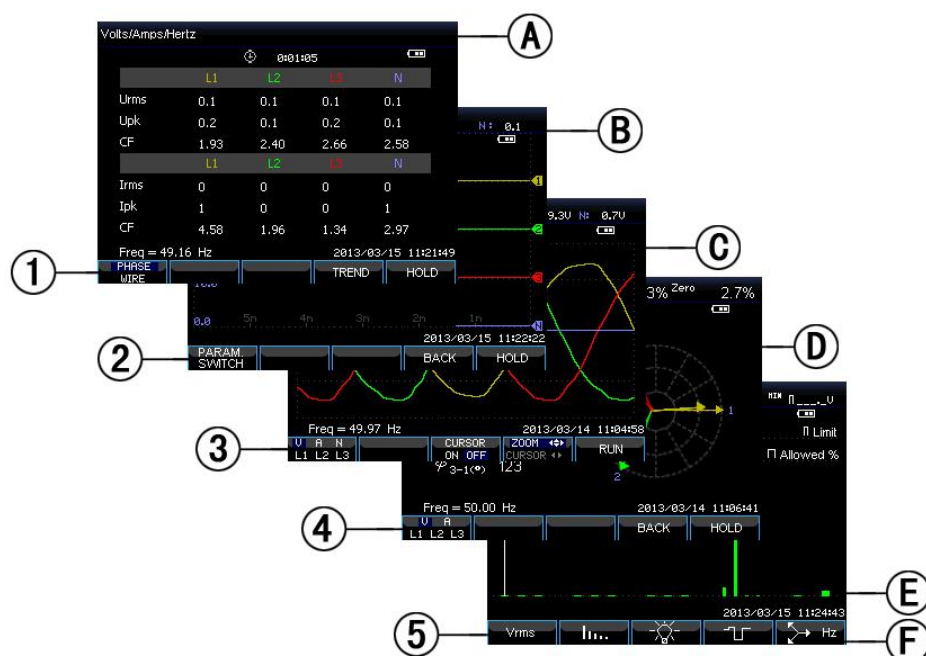 Volts/Amps/Hertz
A
0:01:05
L1 L2 L3 N
Urms 0.1 0.1 0.1 0.1
Upk 0.2 0.1 0.2 0.1
CF 1.93 2.40 2.66 2.58
L1 L2 L3 N
Irms 0 0 0 0
Ipk 1 0 0 1
CF 4.58 1.96 1.34 2.97
Freq = 49.16 Hz 2013/03/15 11:21:49
1
PHASE
WIRE
TREND HOLD
N: 0.1
B
1
2
3
N
0.0 5m 4m 3m 2m 1m
2013/03/15 11:22:22
2
PARAM.
SWITCH
BACK HOLD
9.3V N: 0.7V
C
Freq = 49.97 Hz 2013/03/14 11:04:58
3
V A N
L1 L2 L3
CURSOR
ON OFF
ZOOM
CURSOR
RUN
3% Zero 2.7%
D
1
2
φ 3-1(°) 123
Freq = 50.00 Hz 2013/03/14 11:06:41
4
V A
L1 L2 L3
BACK HOLD
MIN
Limit
Allowed %
E
2013/03/15 11:24:43
5
Vrms
Hz
F